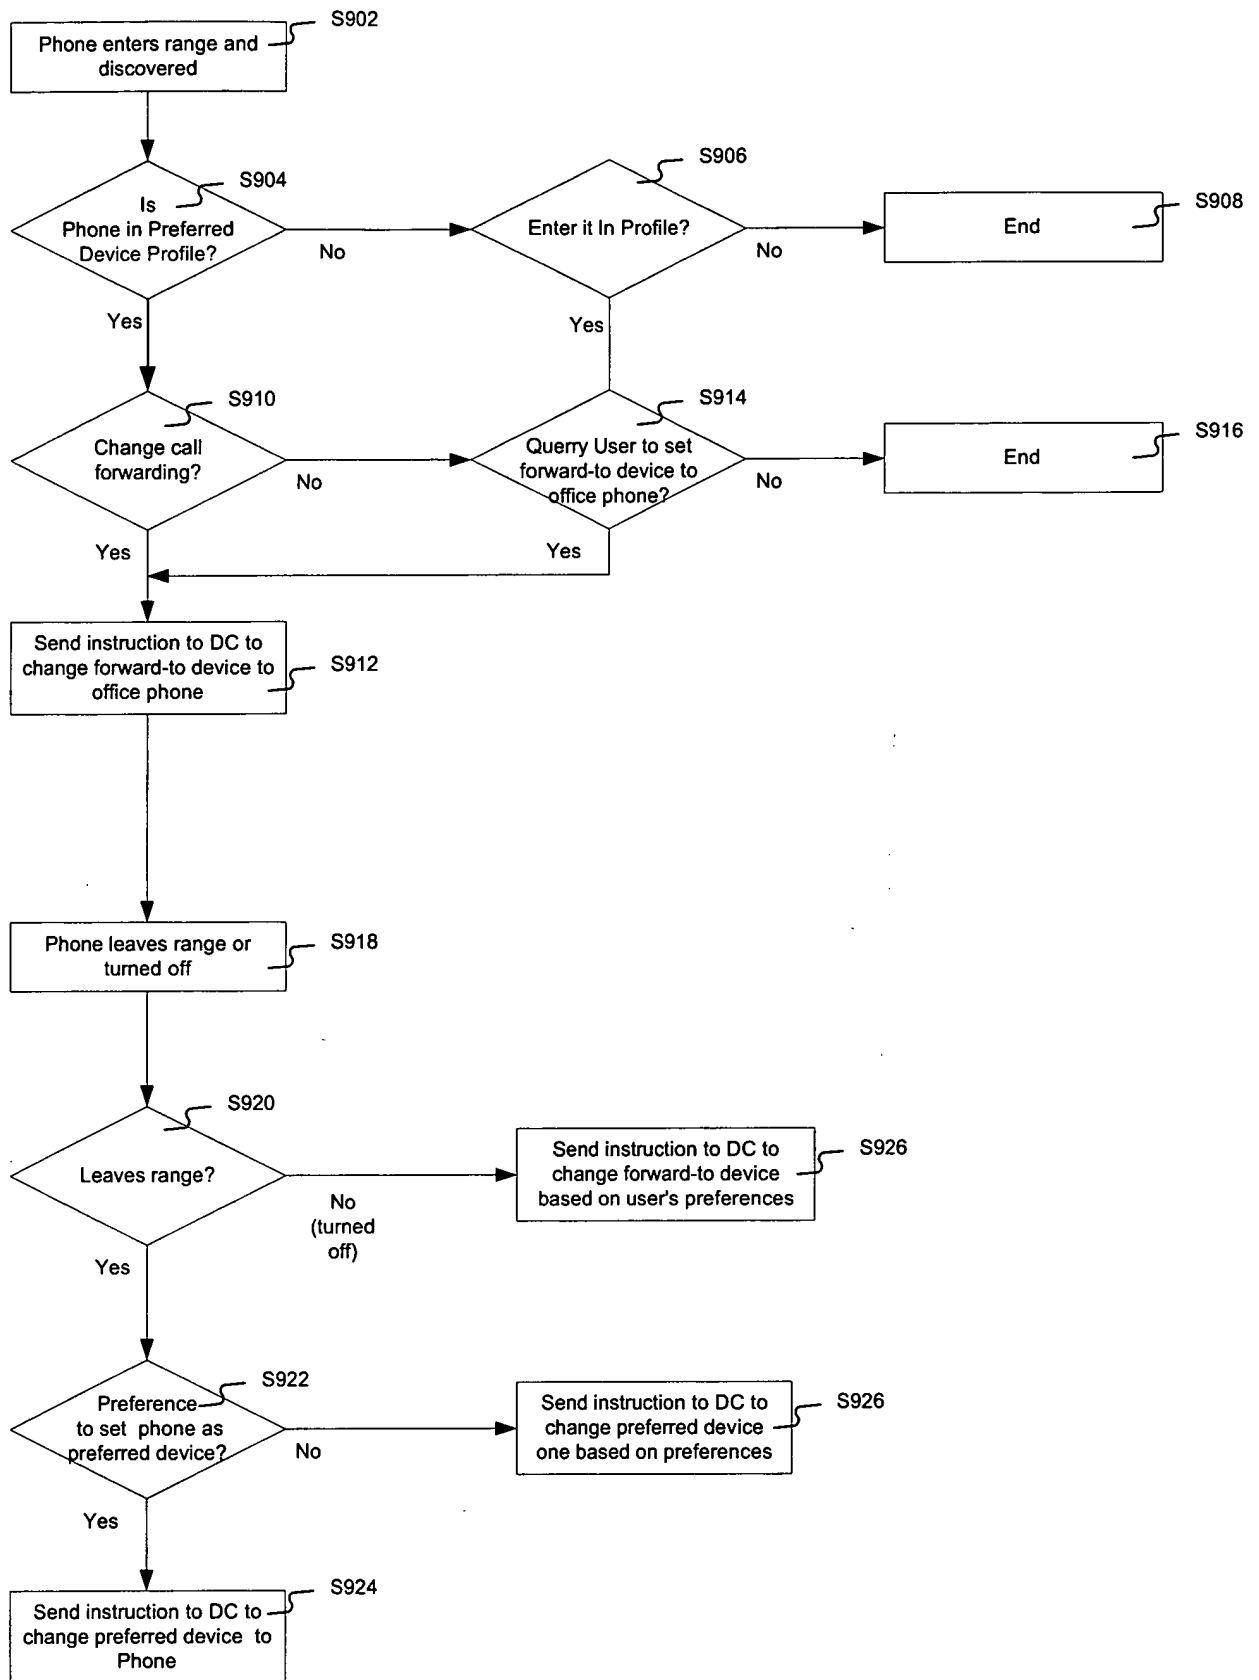 S902
Phone enters range and
discovered
S904
Is
Phone in Preferred
Device Profile?
No
Yes
S906
Enter it In Profile?
No
Yes
S908
End
S910
Change call
forwarding?
No
Yes
S914
Querry User to set
forward-to device to
office phone?
No
Yes
S916
End
Send instruction to DC to
change forward-to device to
office phone
S912
Phone leaves range or
turned off
S918
S920
Leaves range?
No
(turned
off)
Yes
Send instruction to DC to
change forward-to device
based on user's preferences
S926
S922
Preference
to set phone as
preferred device?
No
Yes
Send instruction to DC to
change preferred device
one based on preferences
S926
S924
Send instruction to DC to
change preferred device to
Phone